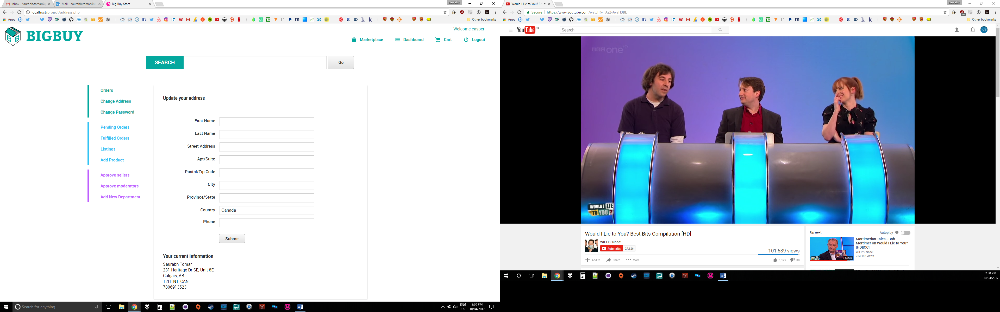 Inbox - saurabh.tomar@
Mail – saurabh.tomar@u
Big Buy Store
Saurabh
localhost/project/address.php
Apps
Other bookmarks
BIGBUY
Welcome casper
Marketplace
Dashboard
Cart
Logout
SEARCH
Go
Orders
Change Address
Change Password
Pending Orders
Fulfilled Orders
Listings
Add Product
Approve sellers
Approve moderators
Add New Department
Update your address
First Name
Last Name
Street Address
Apt/Suite
Postal/Zip Code
City
Province/State
Country
Canada
Phone
Submit
Your current information
Saurabh Tomar
231 Heritage Dr SE, Unit 8E
Calgary, AB
T2H1N1, CAN
7806913523
Search for anything
ENG
US
2:30 PM
10/04/2017
Would I Lie to You? Be
Saurabh
Secure
https://www.youtube.com/watch?v=As2-JwaH3BE
Apps
Other bookmarks
YouTube CA
Search
BBC one HD
WOULD I LIE
TO YOU ?
Would I Lie to You? Best Bits Compilation [HD]
WILTY? Nope!
Subscribe
27,626
101,689 views
Add to
Share
More
1,129
38
Up next
Autoplay
50:37
Mortimerian Tales - Bob
Mortimer on Would I Lie to You?
[HD][CC]
WILTY? Nope!
253,482 views
2:30 PM
10/04/2017